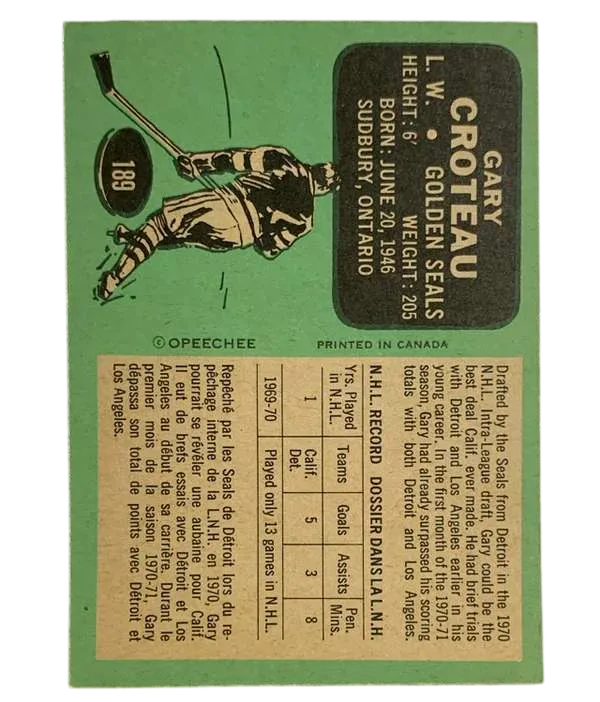 GARY
CROTEAU
L. W. • GOLDEN SEALS
HEIGHT: 6' WEIGHT: 205
BORN: JUNE 20, 1946
SUDBURY, ONTARIO
189
© OPEECHEE PRINTED IN CANADA
Drafted by the Seals from Detroit in the 1970
N.H.L. Intra-League draft, Gary could be the
best deal Calif. ever made. He had brief trials
with Detroit and Los Angeles earlier in his
young career. In the first month of the 1970-71
season, Gary had already surpassed his scoring
totals with both Detroit and Los Angeles.
N.H.L. RECORD DOSSIER DANS LA L.N.H.
Yrs. Played Teams Goals Assists Pen.
in N.H.L. Mins.
1 Calif. 5 3 8
Det.
1969-70 Played only 13 games in N.H.L.
Repêché par les Seals de Détroit lors du re-
pêchage interne de la L.N.H. en 1970, Gary
pourrait se révéler une aubaine pour Calif.
Il eut de brefs essais avec Détroit et Los
Angeles au début de sa carrière. Durant le
premier mois de la saison 1970-71, Gary
dépassa son total de points avec Détroit et
Los Angeles.